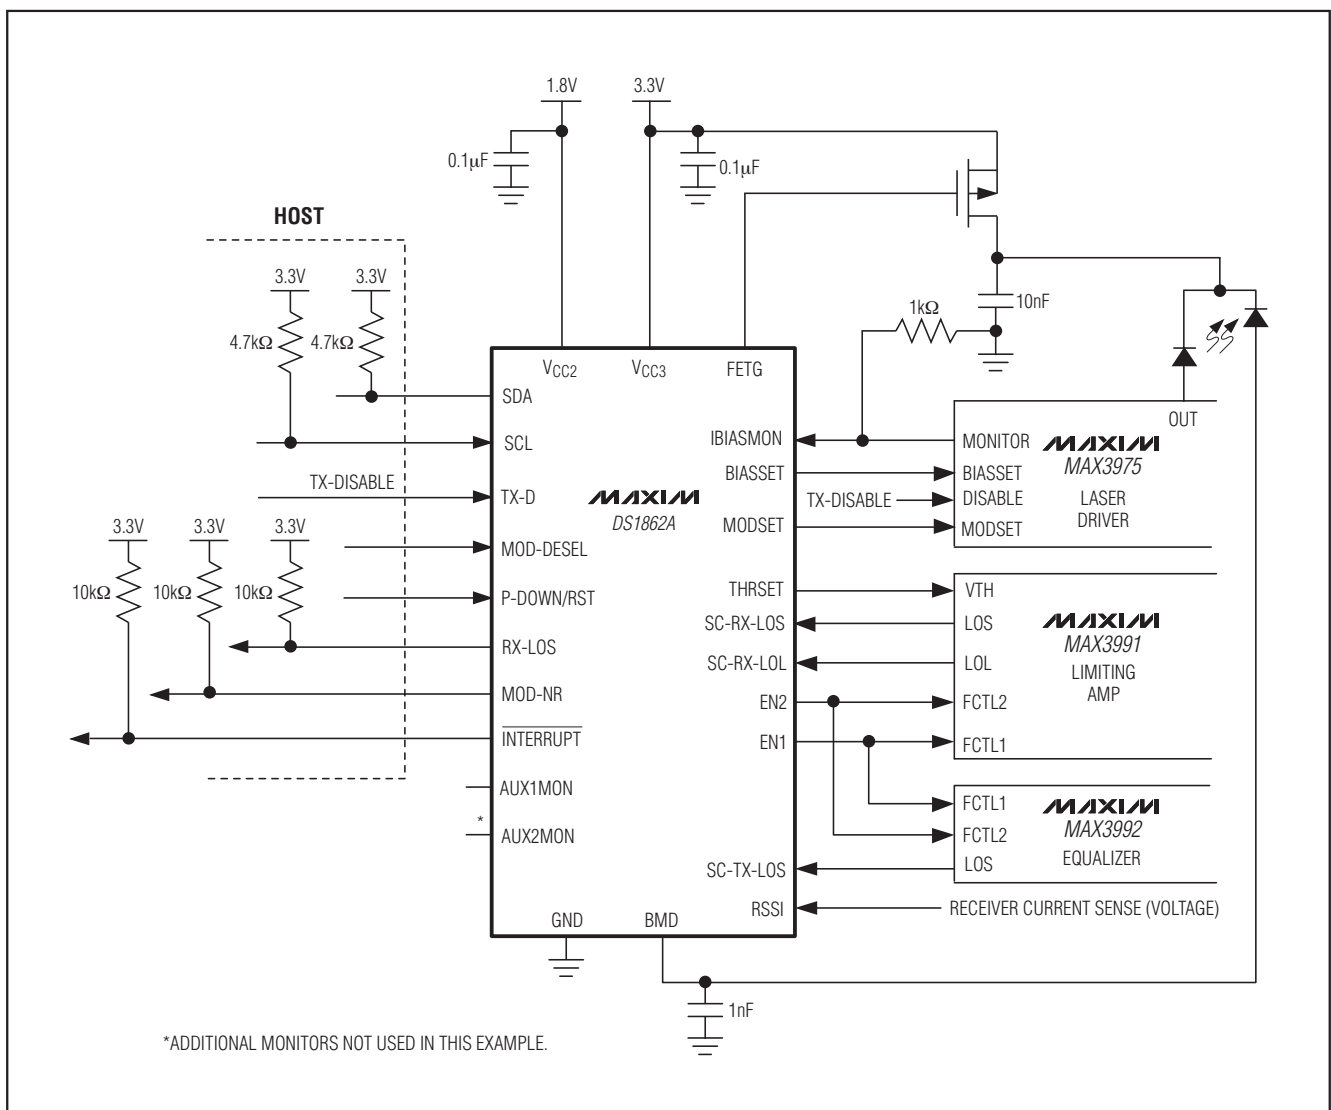 1.8V
3.3V
0.1µF
0.1µF
HOST
3.3V
3.3V
4.7kΩ
4.7kΩ
1kΩ
10nF
VCC2
VCC3
FETG
SDA
SCL
TX-DISABLE
TX-D
MOD-DESEL
P-DOWN/RST
RX-LOS
MOD-NR
INTERRUPT
AUX1MON
*
AUX2MON
3.3V
3.3V
3.3V
10kΩ
10kΩ
10kΩ
MAXIM
DS1862A
IBIASMON
BIASSET
MODSET
THRSET
SC-RX-LOS
SC-RX-LOL
EN2
EN1
SC-TX-LOS
RSSI
GND
BMD
OUT
MONITOR
BIASSET
TX-DISABLE
DISABLE
MODSET
MAXIM
MAX3975
LASER
DRIVER
VTH
LOS
LOL
FCTL2
FCTL1
MAXIM
MAX3991
LIMITING
AMP
FCTL1
FCTL2
LOS
MAXIM
MAX3992
EQUALIZER
RECEIVER CURRENT SENSE (VOLTAGE)
1nF
*ADDITIONAL MONITORS NOT USED IN THIS EXAMPLE.